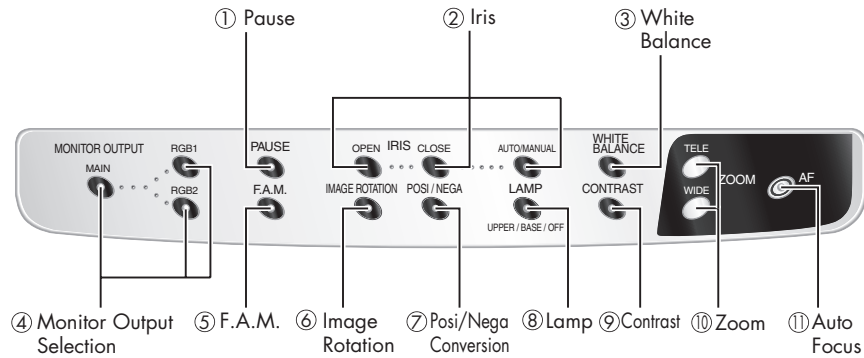 ① Pause
② Iris
③ White
Balance
MONITOR OUTPUT
MAIN
RGB1
RGB2
PAUSE
F.A.M.
OPEN IRIS CLOSE
AUTO/MANUAL
IMAGE ROTATION
POSI / NEGA
LAMP
UPPER / BASE / OFF
WHITE
BALANCE
CONTRAST
TELE
WIDE
ZOOM
AF
④ Monitor Output
Selection
⑤ F.A.M.
⑥ Image
Rotation
⑦ Posi/Nega
Conversion
⑧ Lamp
⑨ Contrast
⑩ Zoom
⑪ Auto
Focus